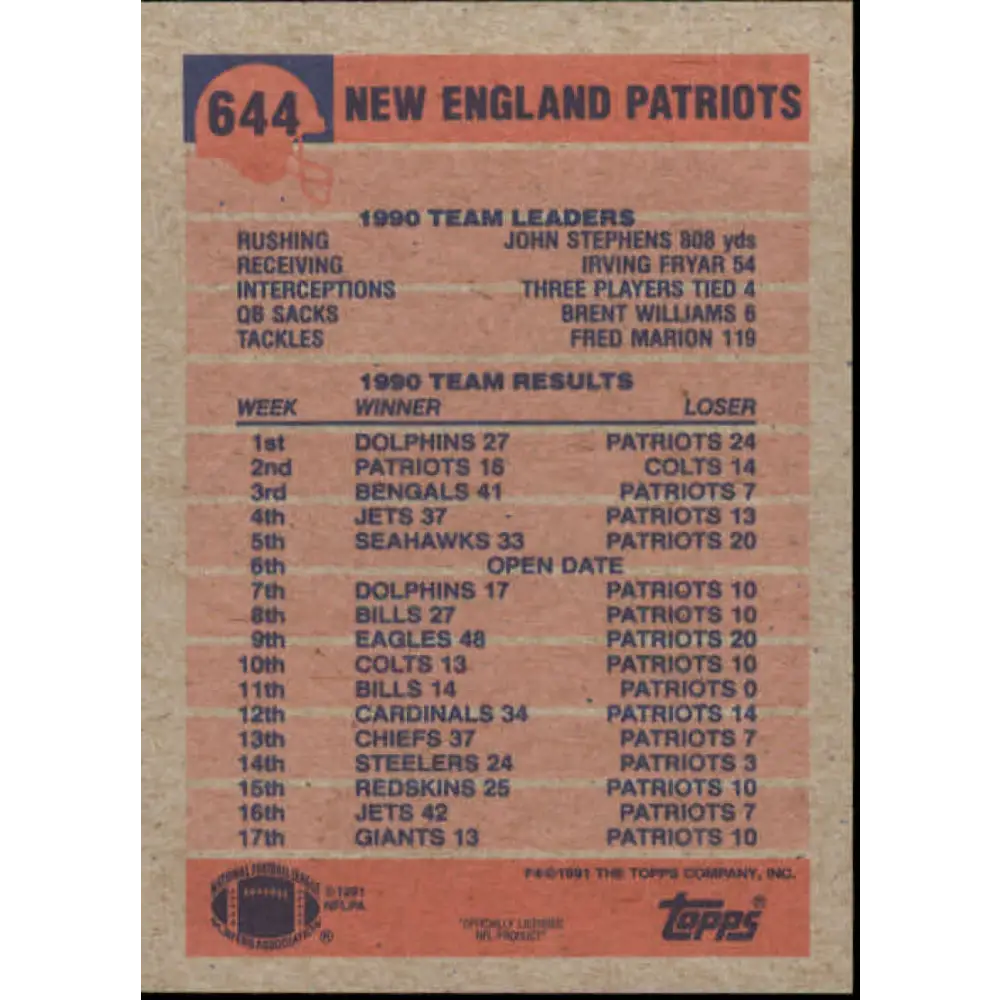 644 NEW ENGLAND PATRIOTS
1990 TEAM LEADERS
RUSHING JOHN STEPHENS 808 yds
RECEIVING IRVING FRYAR 54
INTERCEPTIONS THREE PLAYERS TIED 4
QB SACKS BRENT WILLIAMS 6
TACKLES FRED MARION 119
1990 TEAM RESULTS
WEEK WINNER LOSER
1st DOLPHINS 27 PATRIOTS 24
2nd PATRIOTS 16 COLTS 14
3rd BENGALS 41 PATRIOTS 7
4th JETS 37 PATRIOTS 13
5th SEAHAWKS 33 PATRIOTS 20
6th OPEN DATE
7th DOLPHINS 17 PATRIOTS 10
8th BILLS 27 PATRIOTS 10
9th EAGLES 48 PATRIOTS 20
10th COLTS 13 PATRIOTS 10
11th BILLS 14 PATRIOTS 0
12th CARDINALS 34 PATRIOTS 14
13th CHIEFS 37 PATRIOTS 7
14th STEELERS 24 PATRIOTS 3
15th REDSKINS 25 PATRIOTS 10
16th JETS 42 PATRIOTS 7
17th GIANTS 13 PATRIOTS 10
F4©1991 THE TOPPS COMPANY, INC.
NATIONAL FOOTBALL LEAGUE
PLAYERS ASSOCIATION ®
©1991
NFLPA
"OFFICIALLY LICENSED
NFL PRODUCT"
topps®